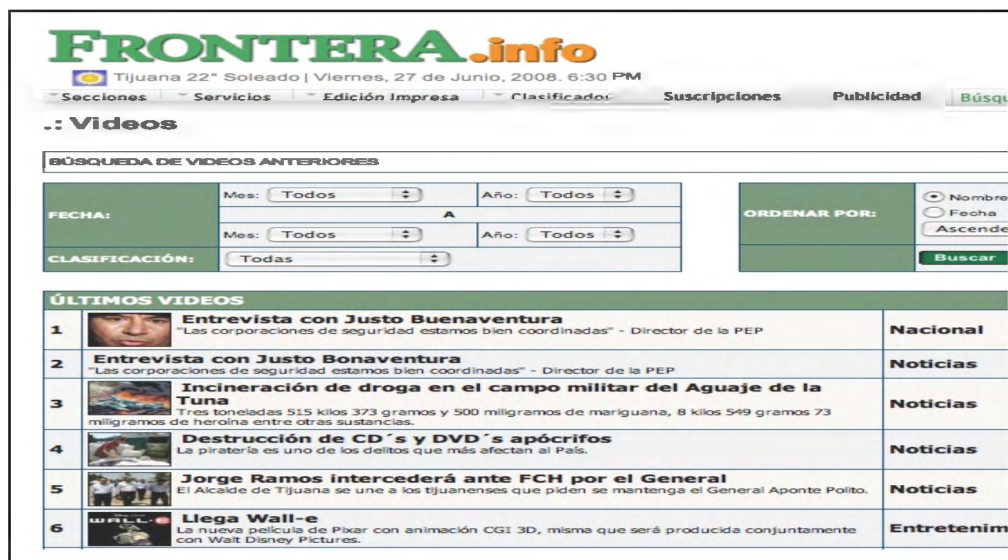 FRONTERA.info
Tijuana 22° Soleado | Viernes, 27 de Junio, 2008. 6:30 PM
Secciones Servicios Edición Impresa Clasificados Suscripciones Publicidad Búsqu
.: Videos
BÚSQUEDA DE VIDEOS ANTERIORES
FECHA: Mes: Todos Año: Todos
A
Mes: Todos Año: Todos
CLASIFICACIÓN: Todas
ORDENAR POR: Nombre
Fecha
Ascende
Buscar
ÚLTIMOS VIDEOS
1 Entrevista con Justo Buenaventura
"Las corporaciones de seguridad estamos bien coordinadas" - Director de la PEP
Nacional
2 Entrevista con Justo Bonaventura
"Las corporaciones de seguridad estamos bien coordinadas" - Director de la PEP
Noticias
3 Incineración de droga en el campo militar del Aguaje de la
Tuna
Tres toneladas 515 kilos 373 gramos y 500 miligramos de mariguana, 8 kilos 549 gramos 73
miligramos de heroína entre otras sustancias.
Noticias
4 Destrucción de CD´s y DVD´s apócrifos
La piratería es uno de los delitos que más afectan al País.
Noticias
5 Jorge Ramos intercederá ante FCH por el General
El Alcalde de Tijuana se une a los tijuanenses que piden se mantenga el General Aponte Polito.
Noticias
6 WALL-E Llega Wall-e
La nueva película de Pixar con animación CGI 3D, misma que será producida conjuntamente
con Walt Disney Pictures.
Entretenim